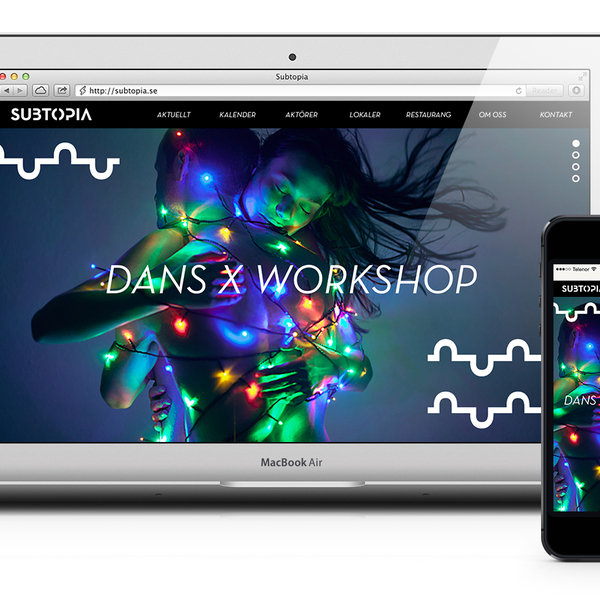 Subtopia
http://subtopia.se
Reader
SUBTOPIA
AKTUELLT KALENDER AKTÖRER LOKALER RESTAURANG OM OSS KONTAKT
DANS X WORKSHOP
MacBook Air
Telenor
SUBTOPIA
DANS